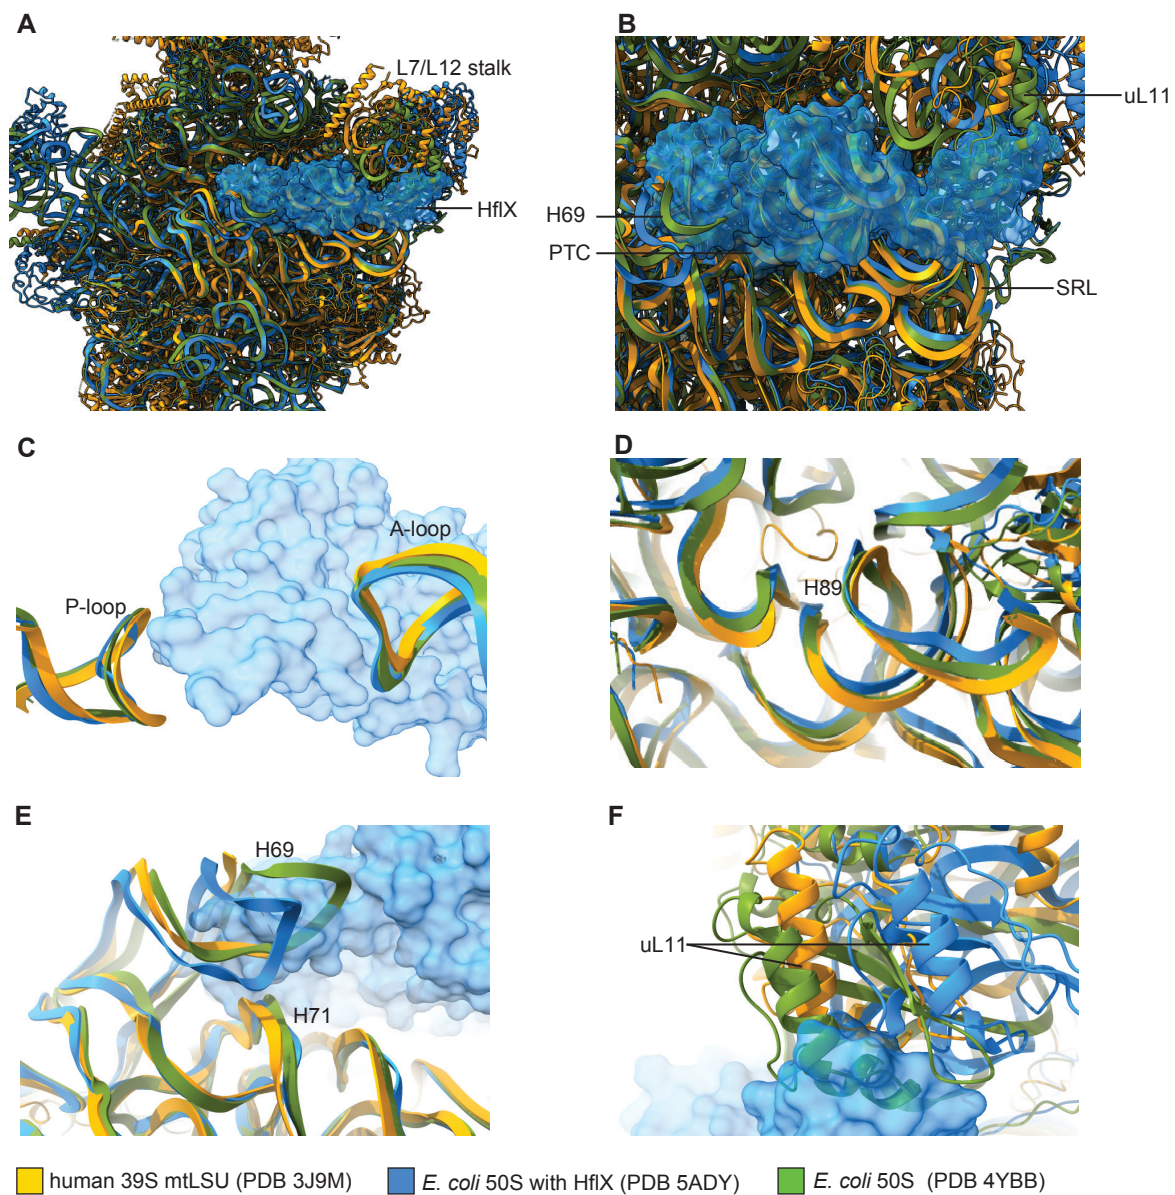 A
L7/L12 stalk
HflX
B
uL11
H69
PTC
SRL
C
A-loop
P-loop
D
H89
E
H69
H71
F
uL11
human 39S mtLSU (PDB 3J9M)
E. coli 50S with HflX (PDB 5ADY)
E. coli 50S (PDB 4YBB)